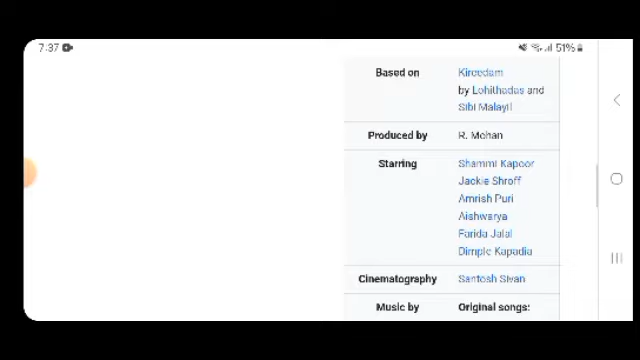 7:37
51%
Based on
Kireedam
by Lohithadas and
Sibi Malayil
Produced by
R. Mohan
Starring
Shammi Kapoor
Jackie Shroff
Amrish Puri
Aishwarya
Farida Jalal
Dimple Kapadia
Cinematography
Santosh Sivan
Music by
Original songs: